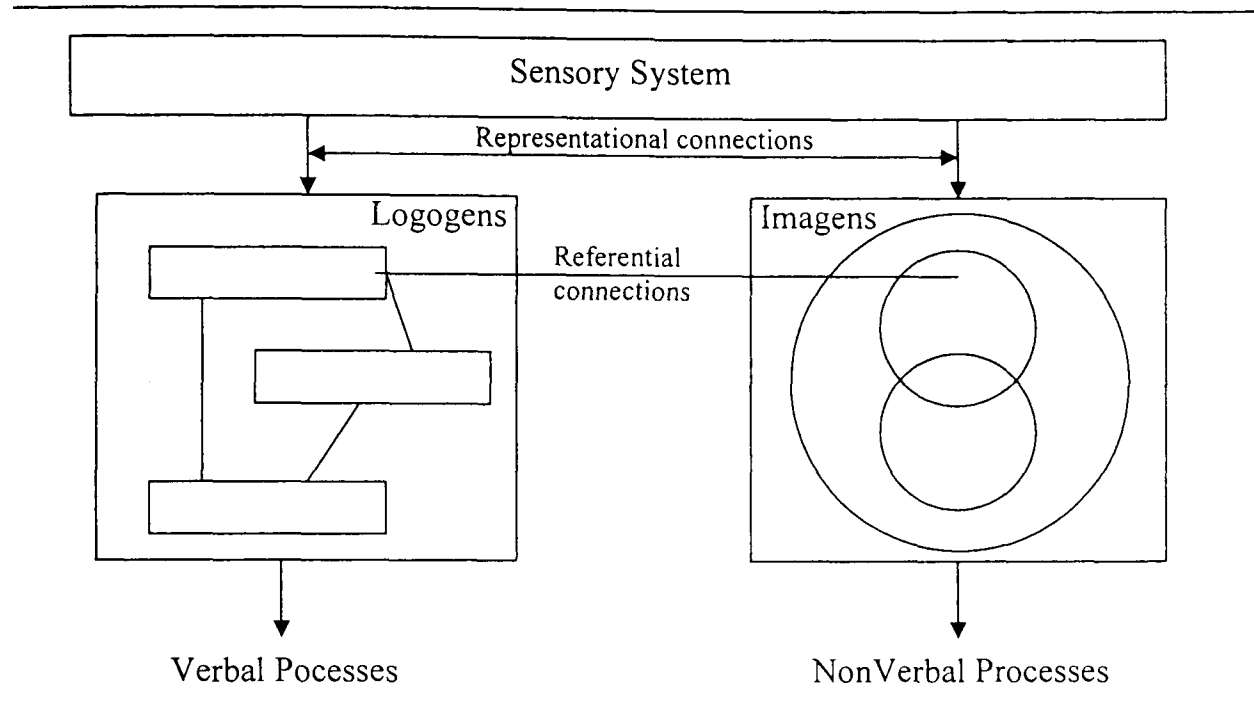 Sensory System
Representational connections
Logogens
Imagens
Referential
connections
Verbal Pocesses
NonVerbal Processes